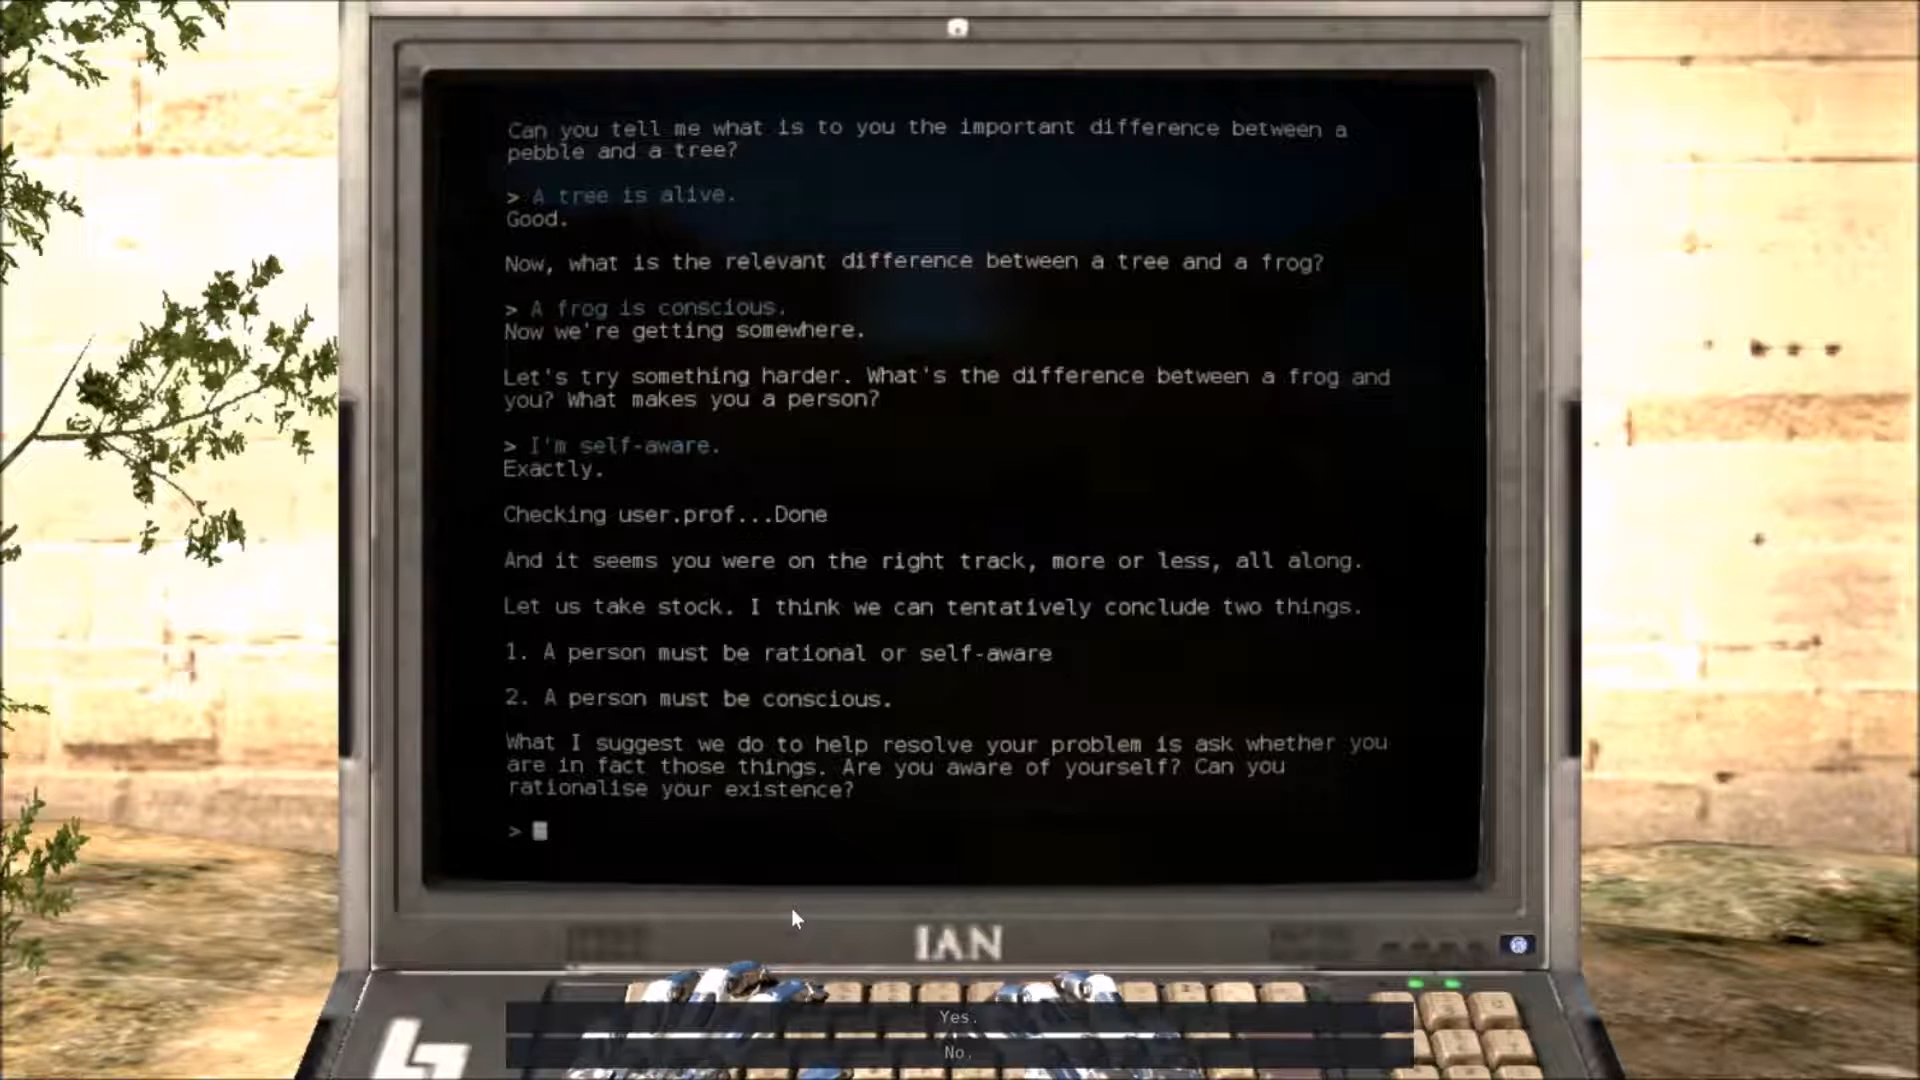 Can you tell me what is to you the important difference between a
pebble and a tree?
> A tree is alive.
Good.
Now, what is the relevant difference between a tree and a frog?
> A frog is conscious.
Now we're getting somewhere.
Let's try something harder. What's the difference between a frog and
you? What makes you a person?
> I'm self-aware.
Exactly.
Checking user.prof...Done
And it seems you were on the right track, more or less, all along.
Let us take stock. I think we can tentatively conclude two things.
1. A person must be rational or self-aware
2. A person must be conscious.
What I suggest we do to help resolve your problem is ask whether you
are in fact those things. Are you aware of yourself? Can you
rationalise your existence?
>
IAN
Yes.
No.